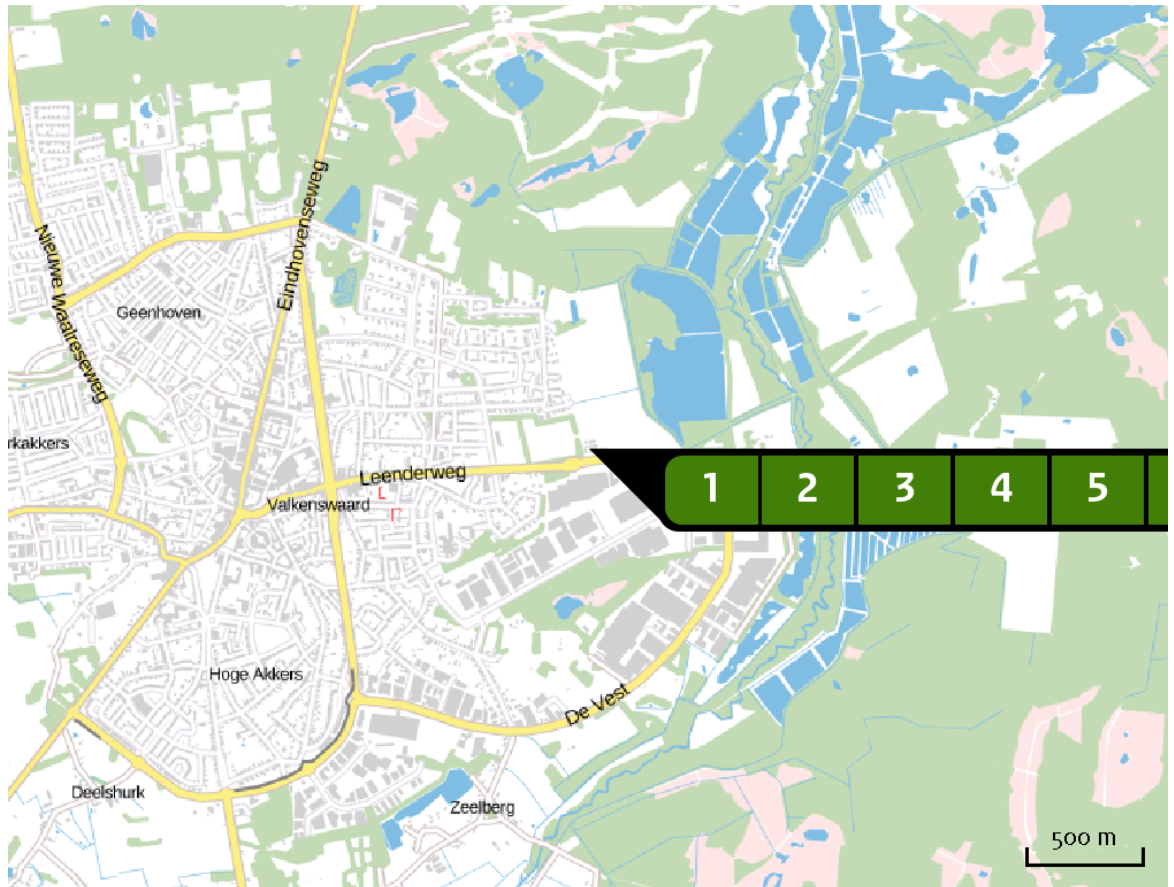 Nieuwe Waalreseweg
Eindhovenseweg
Geenhoven
rkakkers
Leenderweg
Valkenswaard
1 2 3 4 5
Hoge Akkers
De Vest
Deelshurk
Zeelberg
500 m